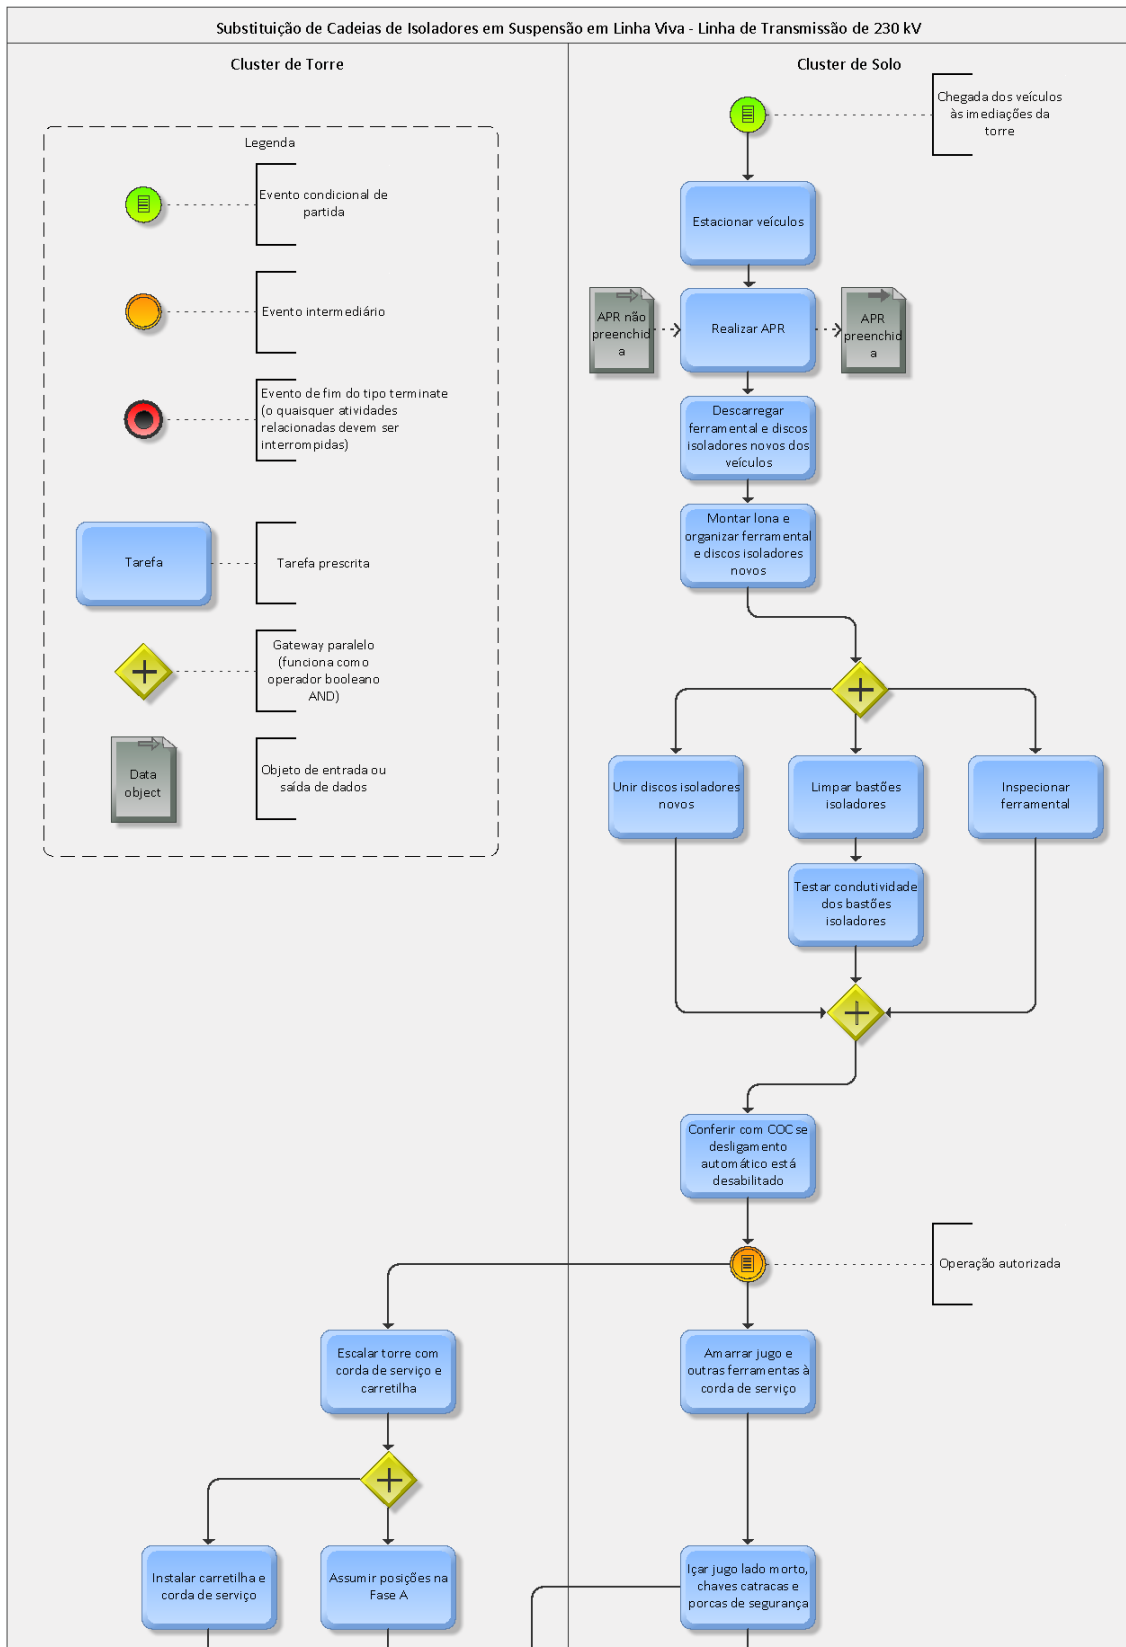 Substituição de Cadeias de Isoladores em Suspensão em Linha Viva - Linha de Transmissão de 230 kV
Cluster de Torre
Cluster de Solo
Legenda
Evento condicional de
partida
Evento intermediário
Evento de fim do tipo terminate
(o quaisquer atividades
relacionadas devem ser
interrompidas)
Tarefa
Tarefa prescrita
Gateway paralelo
(funciona como
operador booleano
AND)
Data
object
Objeto de entrada ou
saída de dados
Chegada dos veículos
às imediações da
torre
Estacionar veículos
APR não
preenchid
a
Realizar APR
APR
preenchid
a
Descarregar
ferramental e discos
isoladores novos dos
veículos
Montar lona e
organizar ferramental
e discos isoladores
novos
Unir discos isoladores
novos
Limpar bastões
isoladores
Inspecionar
ferramental
Testar condutividade
dos bastões
isoladores
Conferir com COC se
desligamento
automático está
desabilitado
Operação autorizada
Escalar torre com
corda de serviço e
carretilha
Amarrar jugo e
outras ferramentas à
corda de serviço
Instalar carretilha e
corda de serviço
Assumir posições na
Fase A
Içar jugo lado morto,
chaves catracas e
porcas de segurança